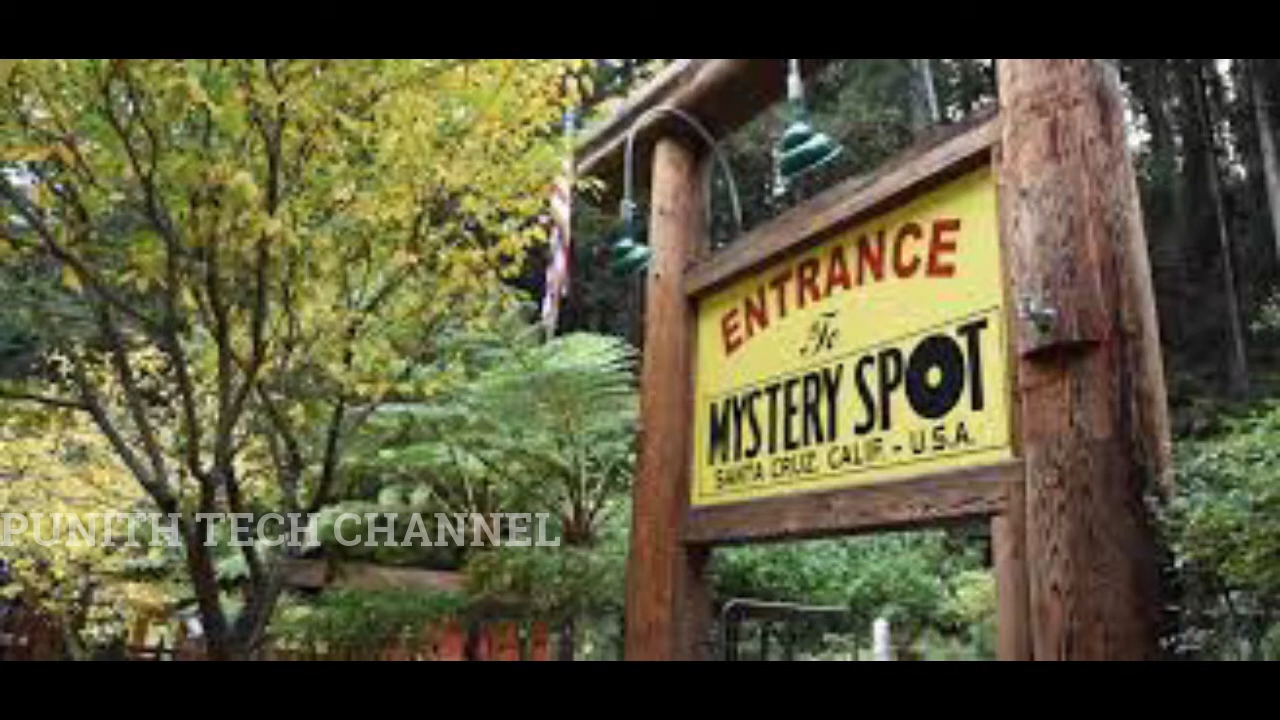 ENTRANCE
To
MYSTERY SPOT
SANTA CRUZ, CALIF. - U.S.A.
PUNITH TECH CHANNEL